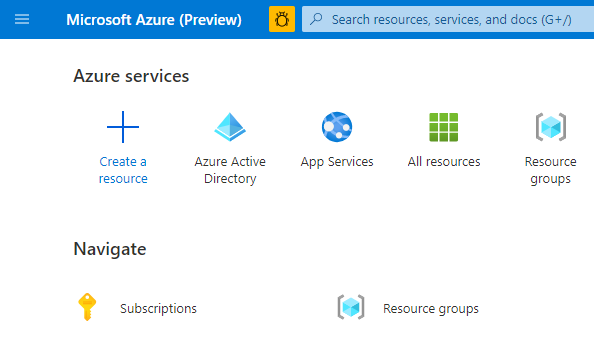 Microsoft Azure (Preview)
Search resources, services, and docs (G+/)
Azure services
Create a
resource
Azure Active
Directory
App Services
All resources
Resource
groups
Navigate
Subscriptions
Resource groups